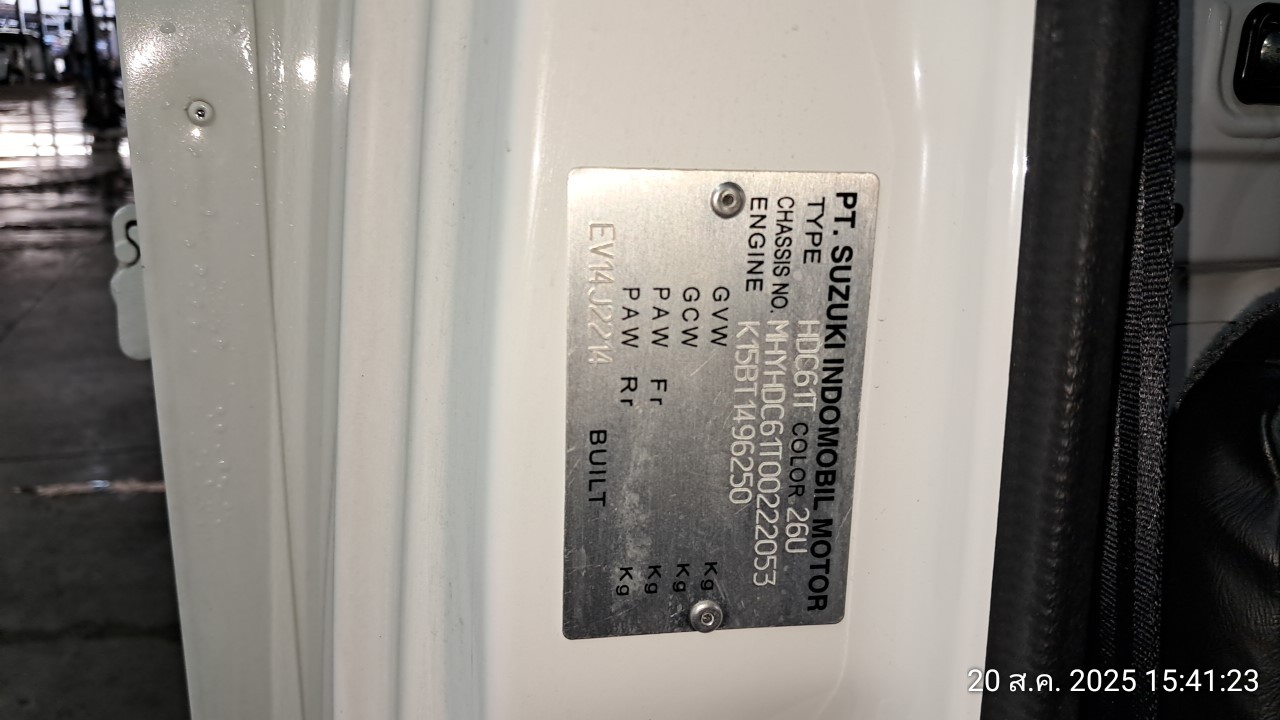 PT. SUZUKI INDOMOBIL MOTOR
TYPE HDC61T COLOR 26U
CHASSIS NO. MHYHDC61T00222053
ENGINE K15BT1496250
GVW Kg
GCW Kg
PAW Fr Kg
PAW Rr Kg
EV14J2214 BUILT
20 ส.ค. 2025 15:41:23